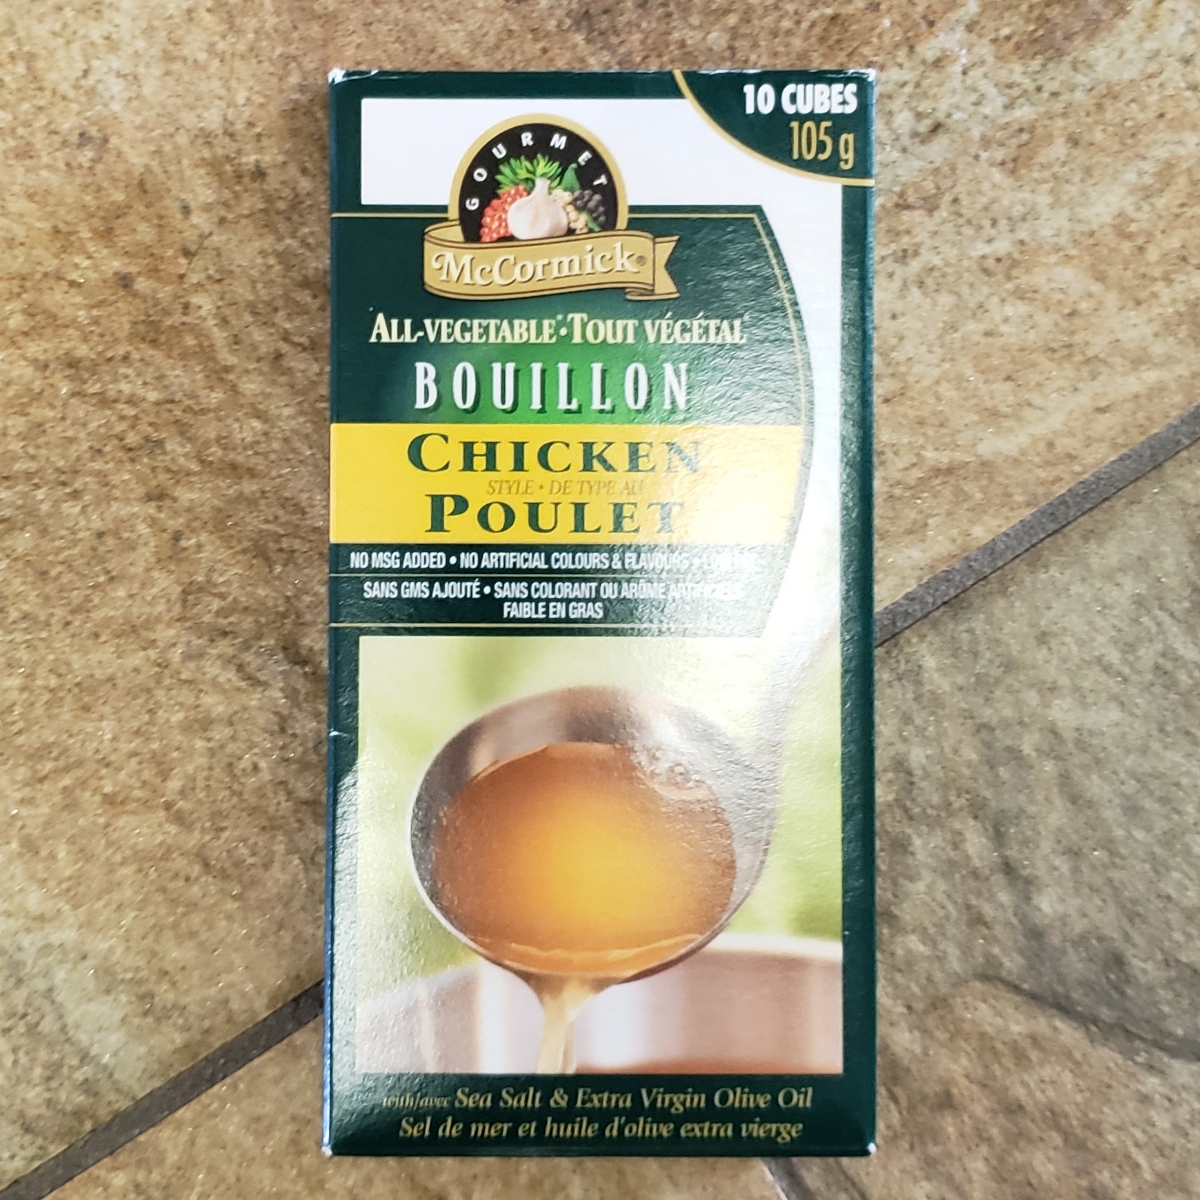 10 CUBES
105 g
GOURMET
McCormick®
ALL-VEGETABLE*•TOUT VÉGÉTAL
BOUILLON
CHICKEN
STYLE • DE TYPE AU
POULET
NO MSG ADDED • NO ARTIFICIAL COLOURS & FLAVOURS •
SANS GMS AJOUTÉ • SANS COLORANT OU ARÔME ARTIFICIELS
FAIBLE EN GRAS
with/avec Sea Salt & Extra Virgin Olive Oil
Sel de mer et huile d'olive extra vierge